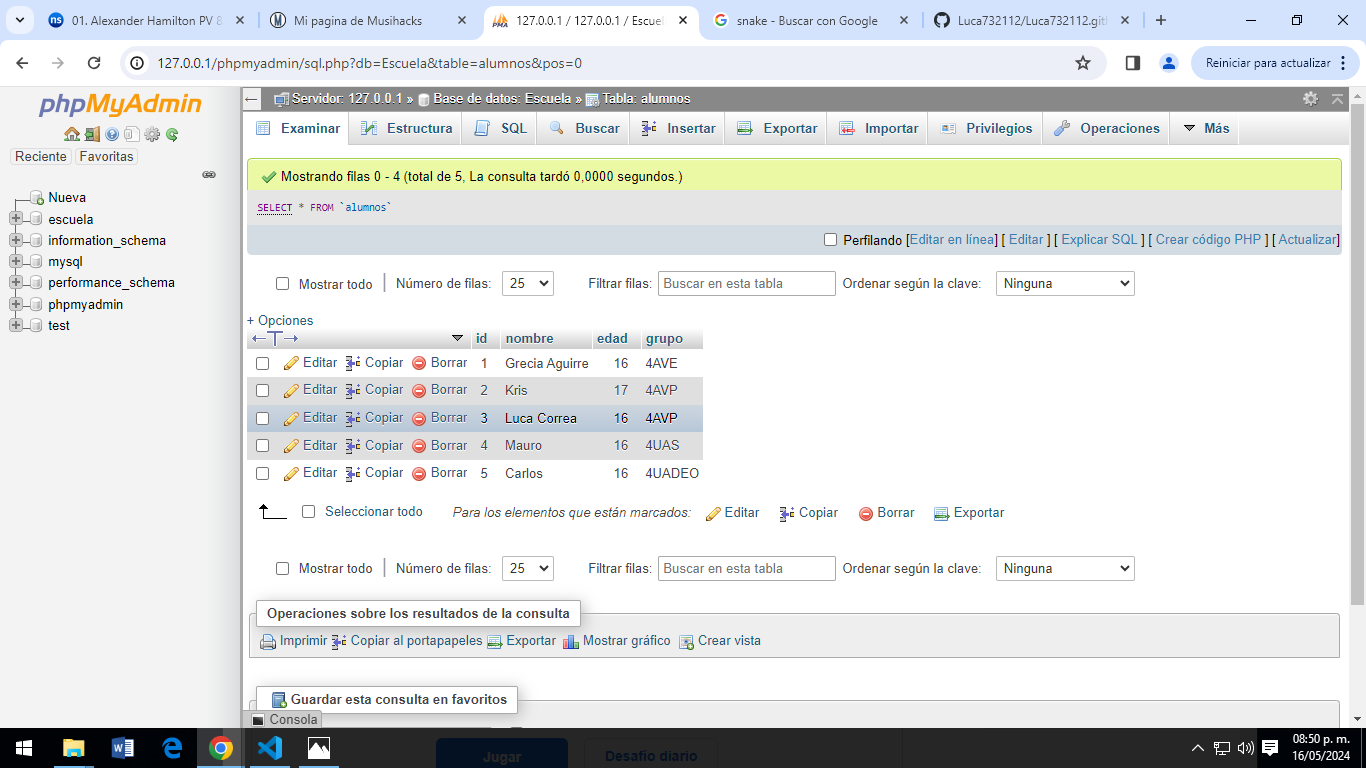 01. Alexander Hamilton PV 8
Mi pagina de Musihacks
127.0.0.1 / 127.0.0.1 / Escuel
snake - Buscar con Google
Luca732112/Luca732112.gith
127.0.0.1/phpmyadmin/sql.php?db=Escuela&table=alumnos&pos=0
Reiniciar para actualizar
phpMyAdmin
Reciente Favoritas
Nueva
escuela
information_schema
mysql
performance_schema
phpmyadmin
test
Servidor: 127.0.0.1 » Base de datos: Escuela » Tabla: alumnos
Examinar Estructura SQL Buscar Insertar Exportar Importar Privilegios Operaciones Más
Mostrando filas 0 - 4 (total de 5, La consulta tardó 0,0000 segundos.)
SELECT * FROM `alumnos`
Perfilando [Editar en línea] [ Editar ] [ Explicar SQL ] [ Crear código PHP ] [ Actualizar]
Mostrar todo | Número de filas: 25 Filtrar filas: Buscar en esta tabla Ordenar según la clave: Ninguna
+ Opciones
id nombre edad grupo
Editar Copiar Borrar 1 Grecia Aguirre 16 4AVE
Editar Copiar Borrar 2 Kris 17 4AVP
Editar Copiar Borrar 3 Luca Correa 16 4AVP
Editar Copiar Borrar 4 Mauro 16 4UAS
Editar Copiar Borrar 5 Carlos 16 4UADEO
Seleccionar todo Para los elementos que están marcados: Editar Copiar Borrar Exportar
Mostrar todo | Número de filas: 25 Filtrar filas: Buscar en esta tabla Ordenar según la clave: Ninguna
Operaciones sobre los resultados de la consulta
Imprimir Copiar al portapapeles Exportar Mostrar gráfico Crear vista
Guardar esta consulta en favoritos
Consola
Jugar Desafío diario
08:50 p. m.
16/05/2024